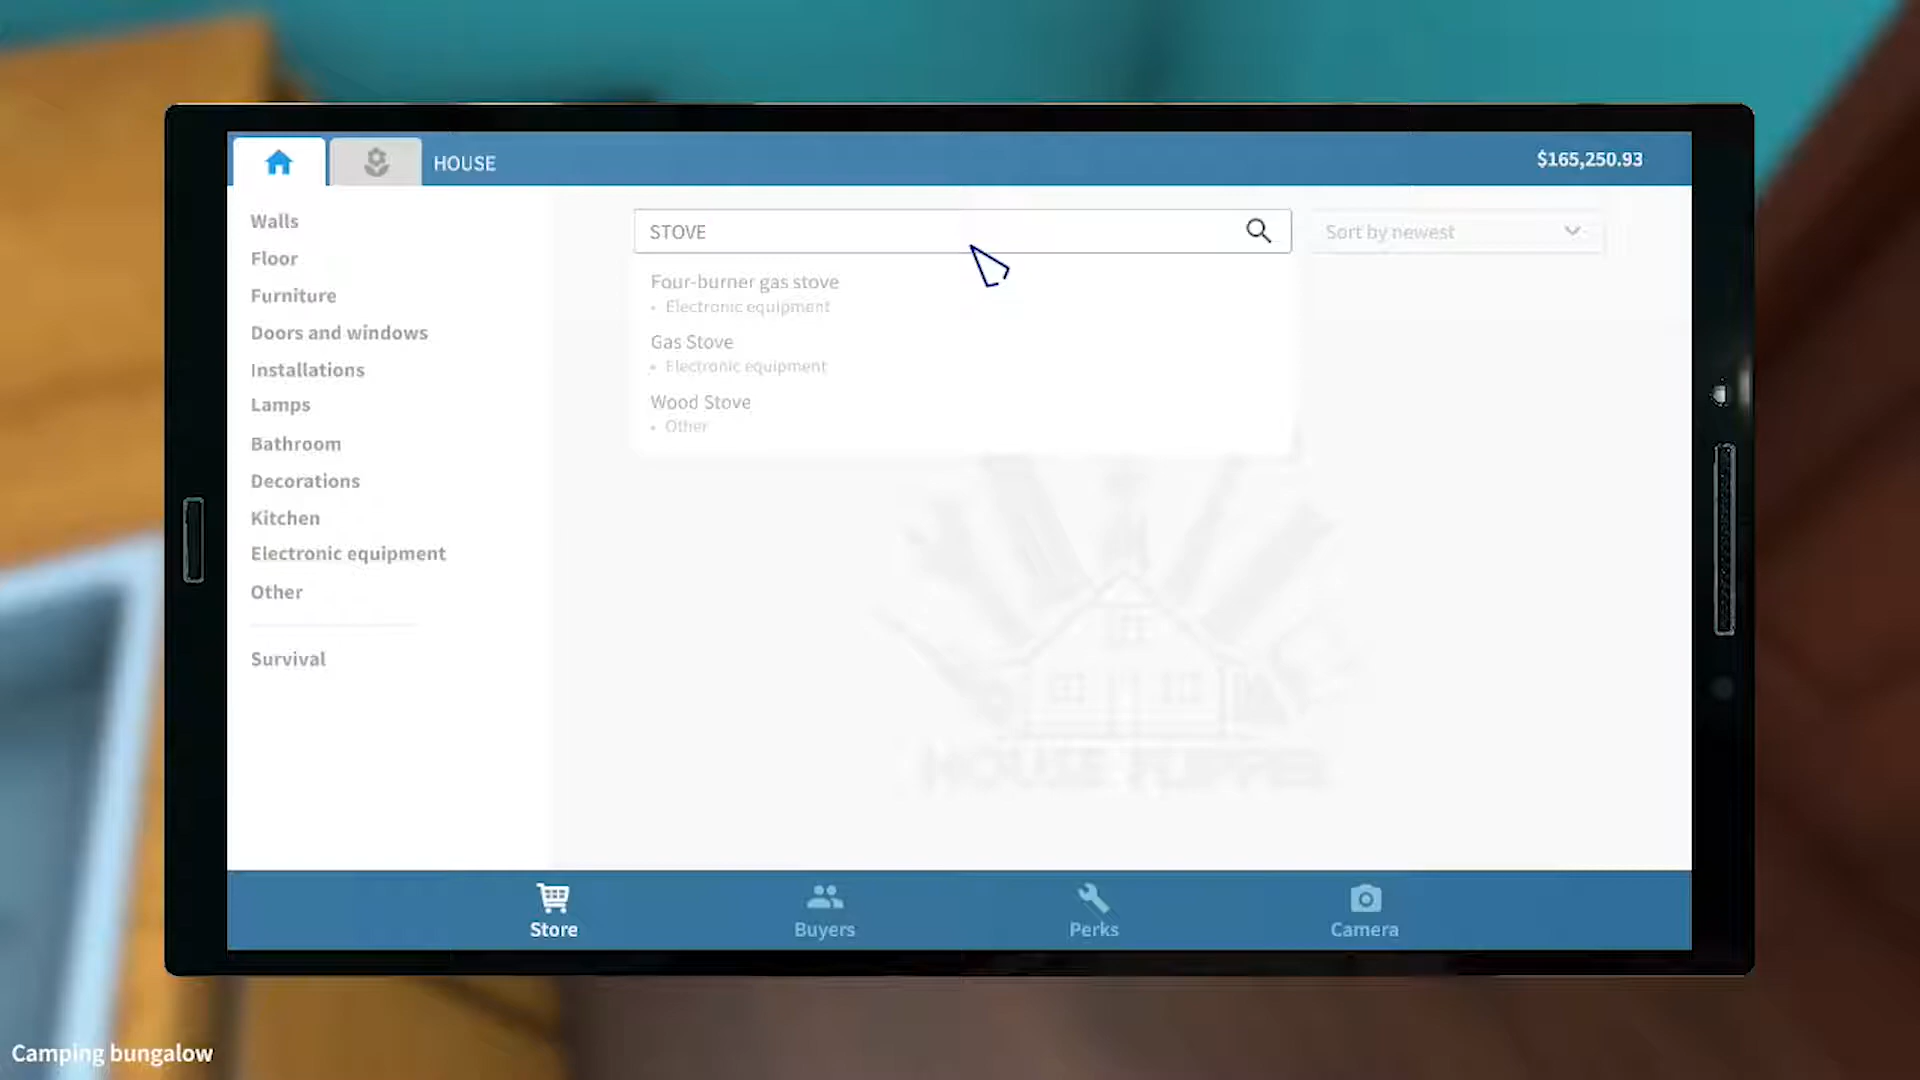 HOUSE
$165,250.93
Walls
Floor
Furniture
Doors and windows
Installations
Lamps
Bathroom
Decorations
Kitchen
Electronic equipment
Other
Survival
STOVE
Sort by newest
Four-burner gas stove
• Electronic equipment
Gas Stove
• Electronic equipment
Wood Stove
• Other
HOUSE FLIPPER
Store
Buyers
Perks
Camera
Camping bungalow